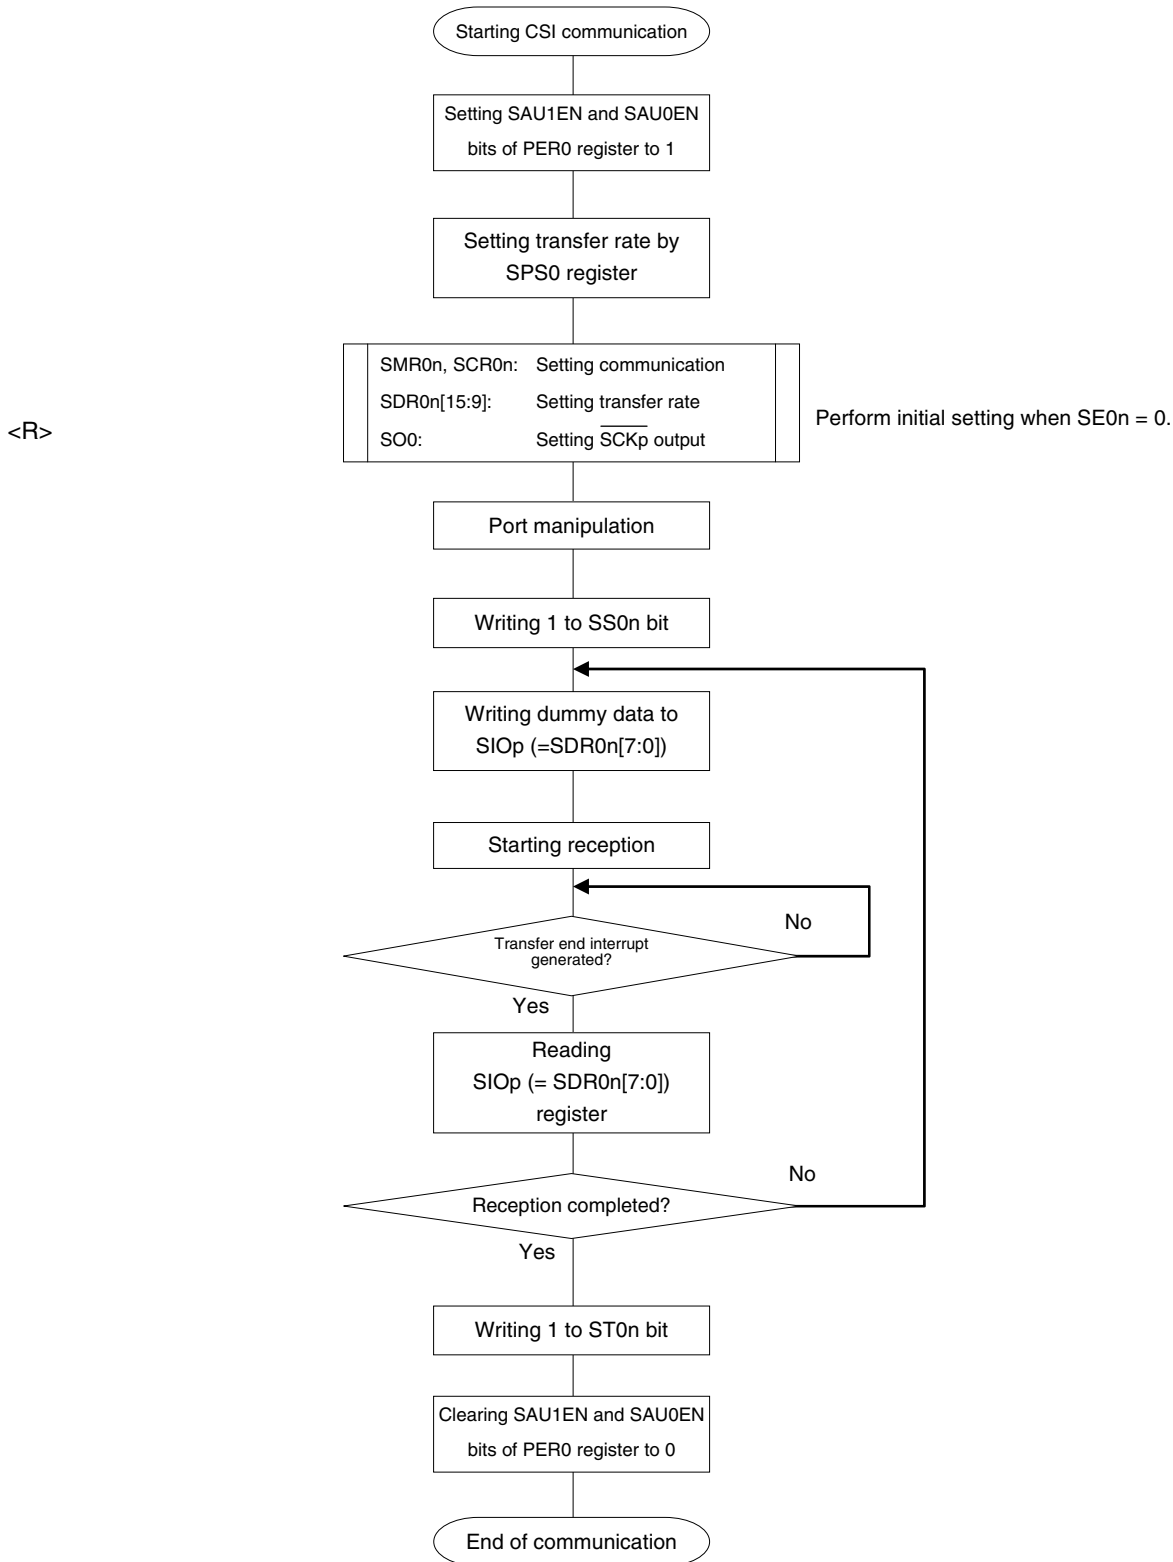 Starting CSI communication
Setting SAU1EN and SAU0EN
bits of PER0 register to 1
Setting transfer rate by
SPS0 register
<R>
SMR0n, SCR0n: Setting communication
SDR0n[15:9]: Setting transfer rate
SO0: Setting S̅C̅K̅p̅ output
Perform initial setting when SE0n = 0.
Port manipulation
Writing 1 to SS0n bit
Writing dummy data to
SIOp (=SDR0n[7:0])
Starting reception
No
Transfer end interrupt
generated?
Yes
Reading
SIOp (= SDR0n[7:0])
register
No
Reception completed?
Yes
Writing 1 to ST0n bit
Clearing SAU1EN and SAU0EN
bits of PER0 register to 0
End of communication